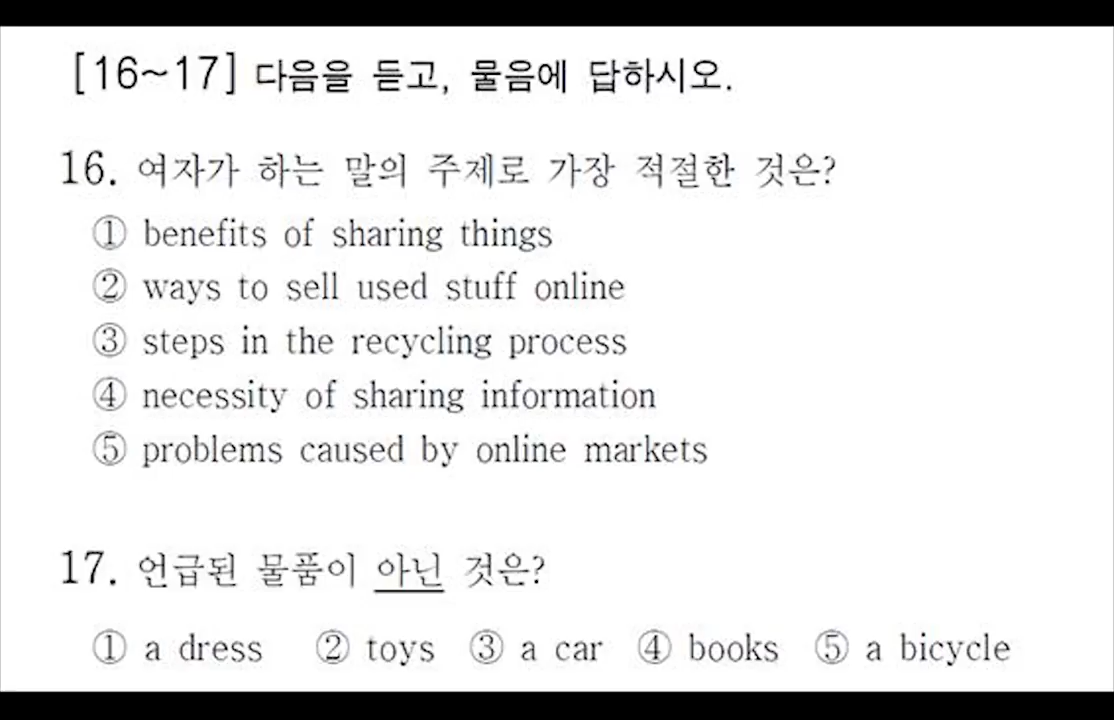 [16~17] 다음을 듣고, 물음에 답하시오.
16. 여자가 하는 말의 주제로 가장 적절한 것은?
① benefits of sharing things
② ways to sell used stuff online
③ steps in the recycling process
④ necessity of sharing information
⑤ problems caused by online markets
17. 언급된 물품이 아닌 것은?
① a dress ② toys ③ a car ④ books ⑤ a bicycle